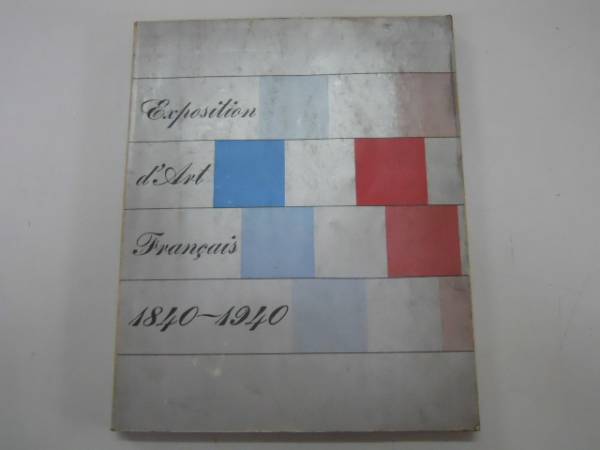 Exposition
d'Art
Français
1840-1940